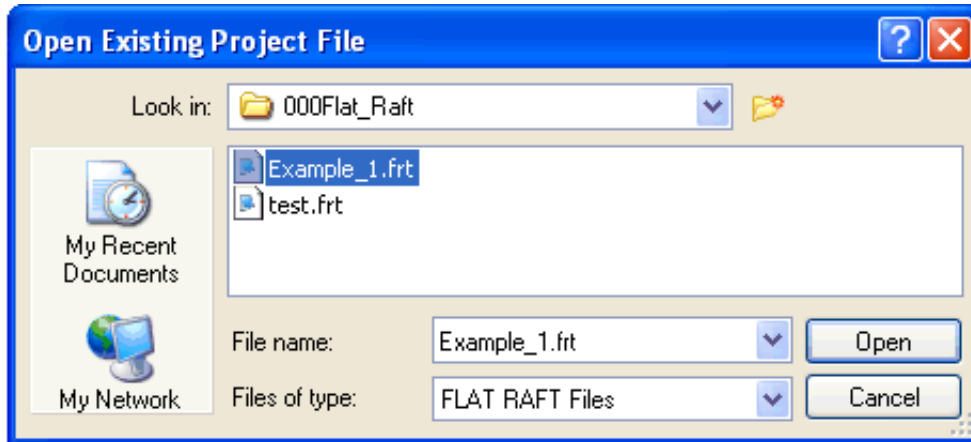 Open Existing Project File
Look in: 000Flat_Raft
Example_1.frt
test.frt
My Recent
Documents
My Network
File name: Example_1.frt Open
Files of type: FLAT RAFT Files Cancel